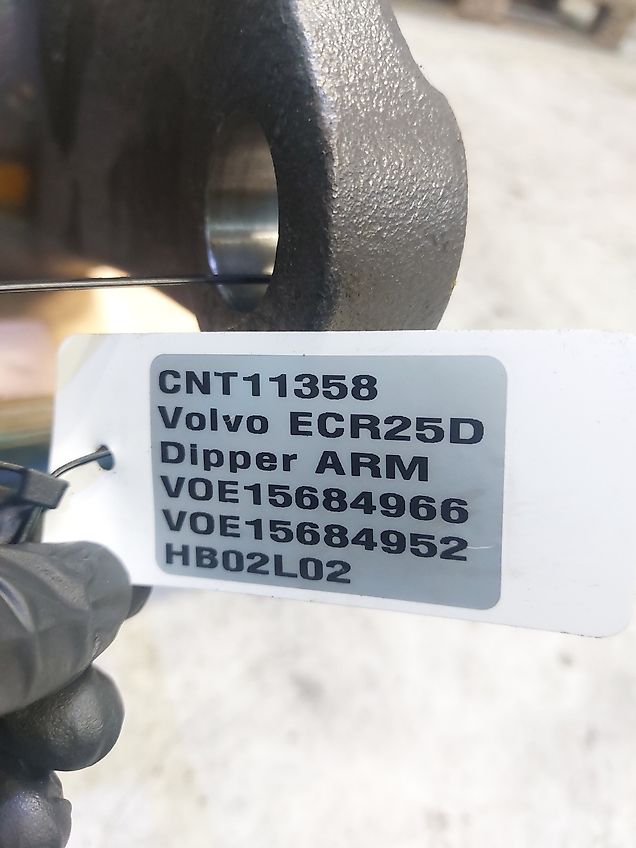 CNT11358
Volvo ECR25D
Dipper ARM
VOE15684966
VOE15684952
HB02L02